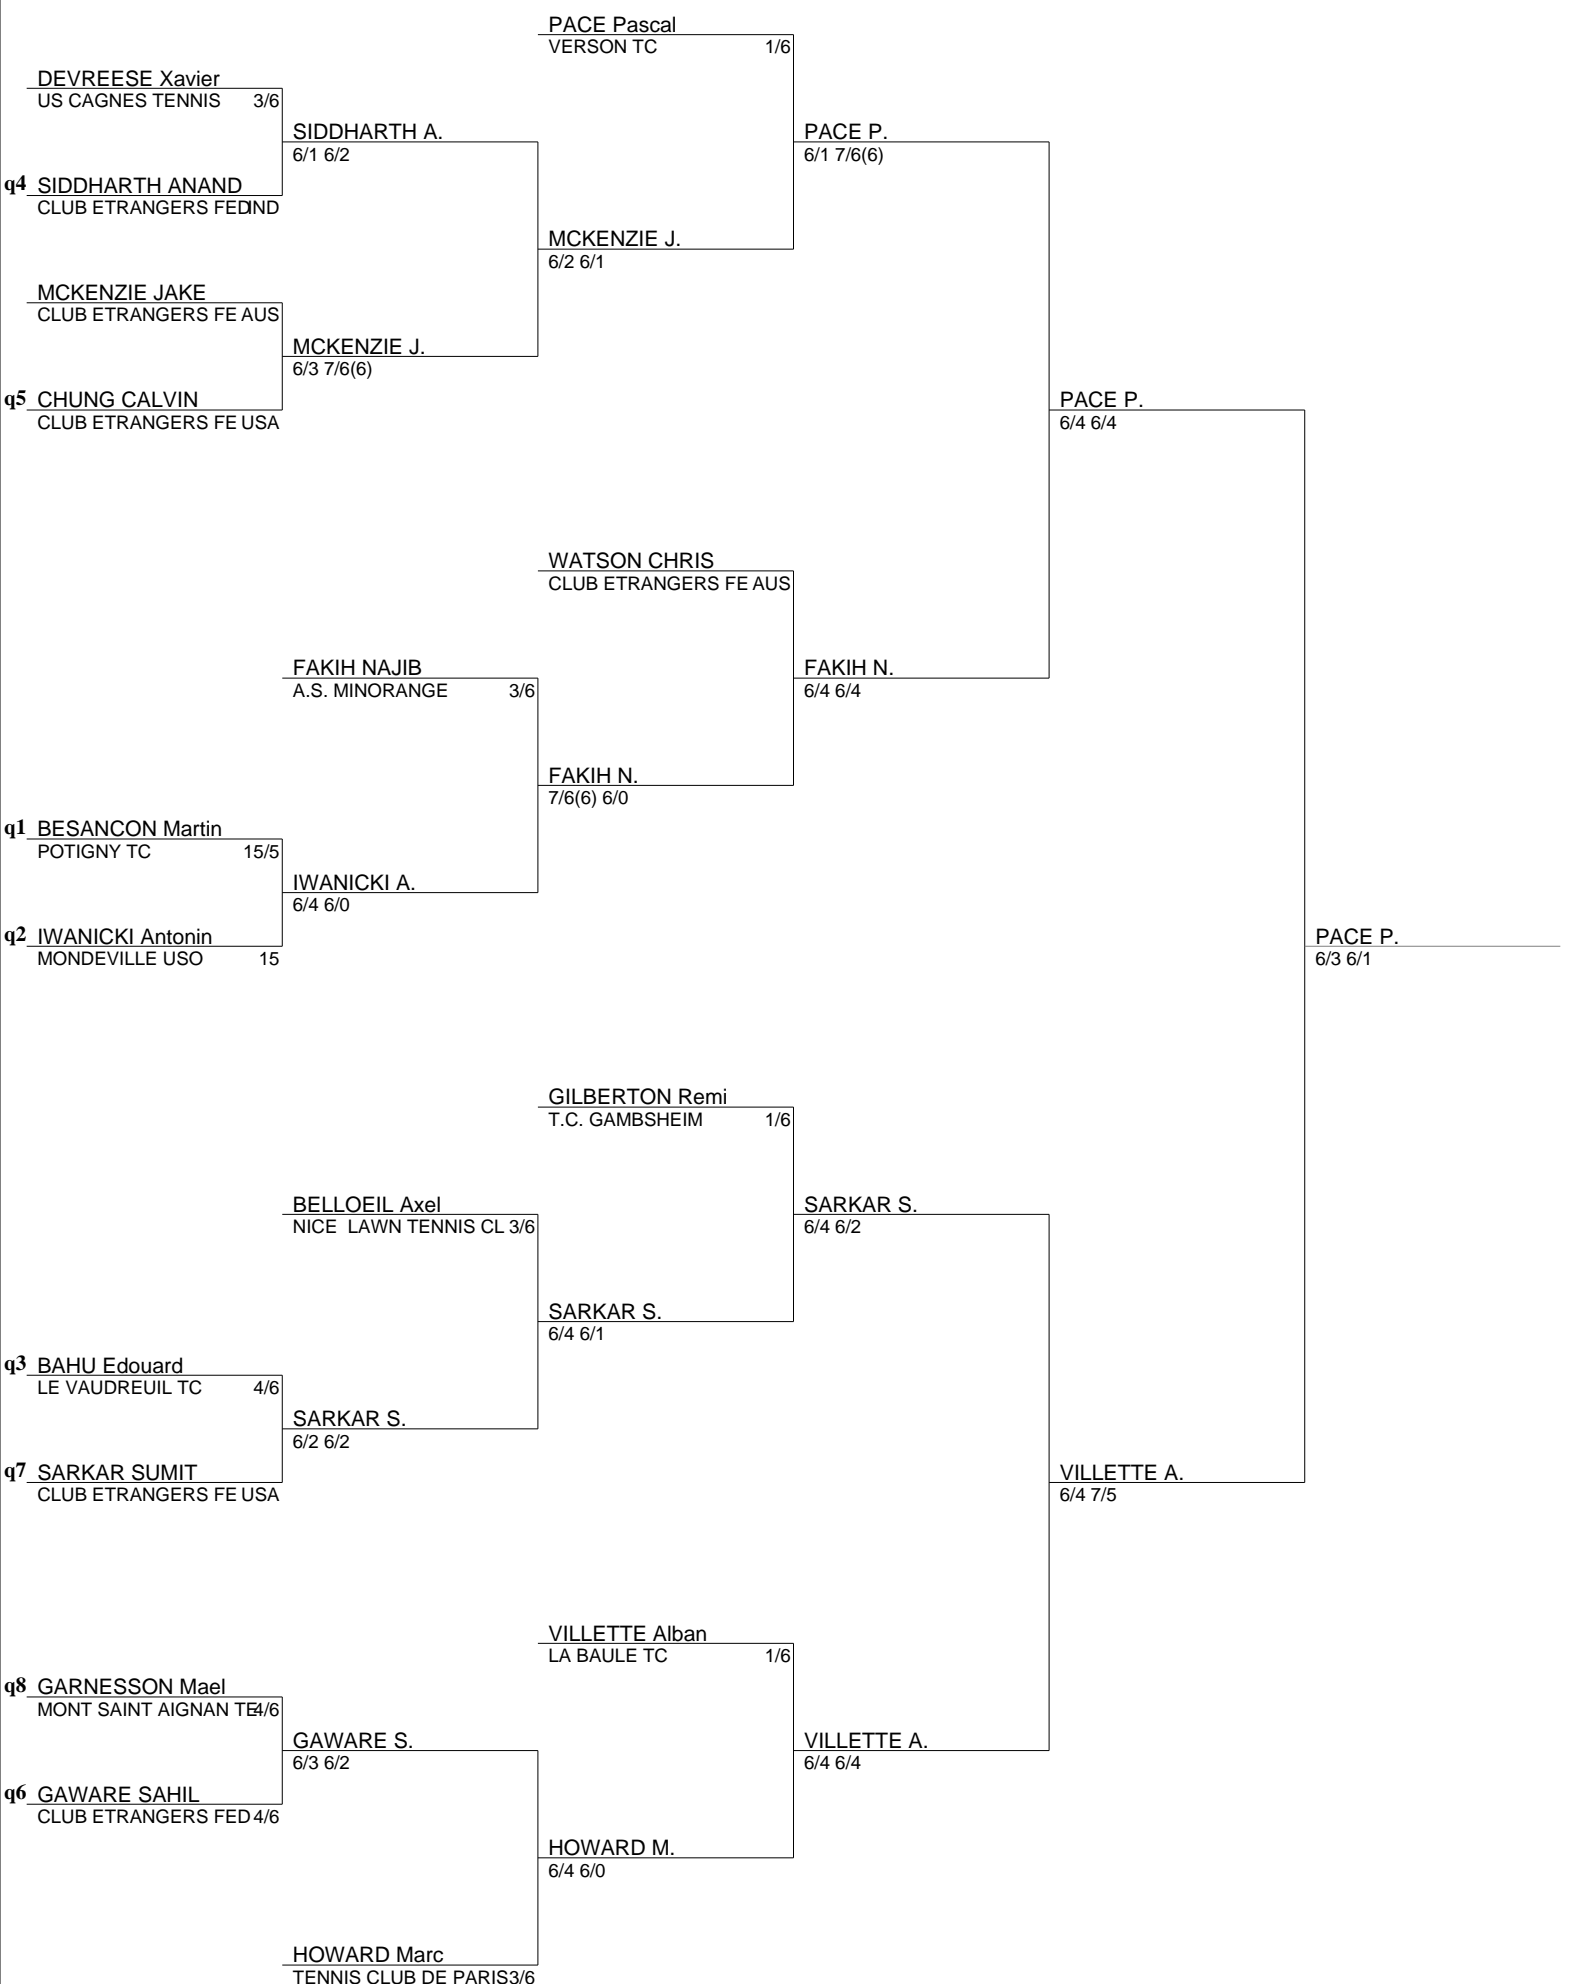 PACE Pascal
VERSON TC 1/6
DEVREESE Xavier
US CAGNES TENNIS 3/6
SIDDHARTH A.
6/1 6/2
PACE P.
6/1 7/6(6)
q4 SIDDHARTH ANAND
CLUB ETRANGERS FEDIND
MCKENZIE J.
6/2 6/1
MCKENZIE JAKE
CLUB ETRANGERS FE AUS
MCKENZIE J.
6/3 7/6(6)
q5 CHUNG CALVIN
CLUB ETRANGERS FE USA
PACE P.
6/4 6/4
WATSON CHRIS
CLUB ETRANGERS FE AUS
FAKIH NAJIB
A.S. MINORANGE 3/6
FAKIH N.
6/4 6/4
FAKIH N.
7/6(6) 6/0
q1 BESANCON Martin
POTIGNY TC 15/5
IWANICKI A.
6/4 6/0
q2 IWANICKI Antonin
MONDEVILLE USO 15
PACE P.
6/3 6/1
GILBERTON Remi
T.C. GAMBSHEIM 1/6
BELLOEIL Axel
NICE LAWN TENNIS CL 3/6
SARKAR S.
6/4 6/2
SARKAR S.
6/4 6/1
q3 BAHU Edouard
LE VAUDREUIL TC 4/6
SARKAR S.
6/2 6/2
q7 SARKAR SUMIT
CLUB ETRANGERS FE USA
VILLETTE A.
6/4 7/5
VILLETTE Alban
LA BAULE TC 1/6
q8 GARNESSON Mael
MONT SAINT AIGNAN TE4/6
GAWARE S.
6/3 6/2
VILLETTE A.
6/4 6/4
q6 GAWARE SAHIL
CLUB ETRANGERS FED 4/6
HOWARD M.
6/4 6/0
HOWARD Marc
TENNIS CLUB DE PARIS3/6